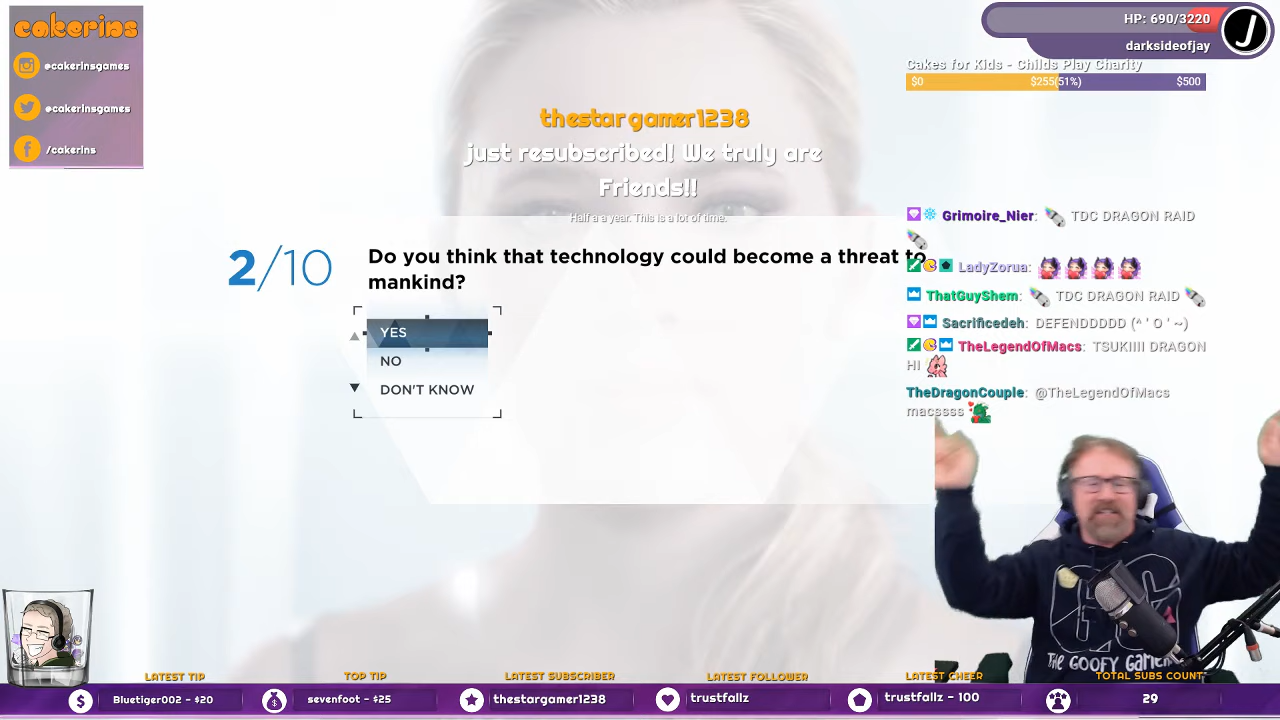 cakerins
@cakerinsgames
@cakerinsgames
/cakerins
HP: 690/3220
darksideofjay
J
Cakes for Kids - Childs Play Charity
$0 $255(51%) $500
thestargamer1238
just resubscribed! We truly are
Friends!!
Half a a year. This is a lot of time.
2/10
Do you think that technology could become a threat to
mankind?
YES
NO
DON'T KNOW
Grimoire_Nier: TDC DRAGON RAID
LadyZorua:
ThatGuyShem: TDC DRAGON RAID
Sacrificedeh: DEFENDDDDD (^ ' O ' ~)
TheLegendOfMacs: TSUKIIII DRAGON
HI
TheDragonCouple: @TheLegendOfMacs
macssss
THE GOOFY GAMER
LATEST TIP
TOP TIP
LATEST SUBSCRIBER
LATEST FOLLOWER
LATEST CHEER
TOTAL SUBS COUNT
Bluetiger002 - $20
sevenfoot - $25
thestargamer1238
trustfallz
trustfallz - 100
29